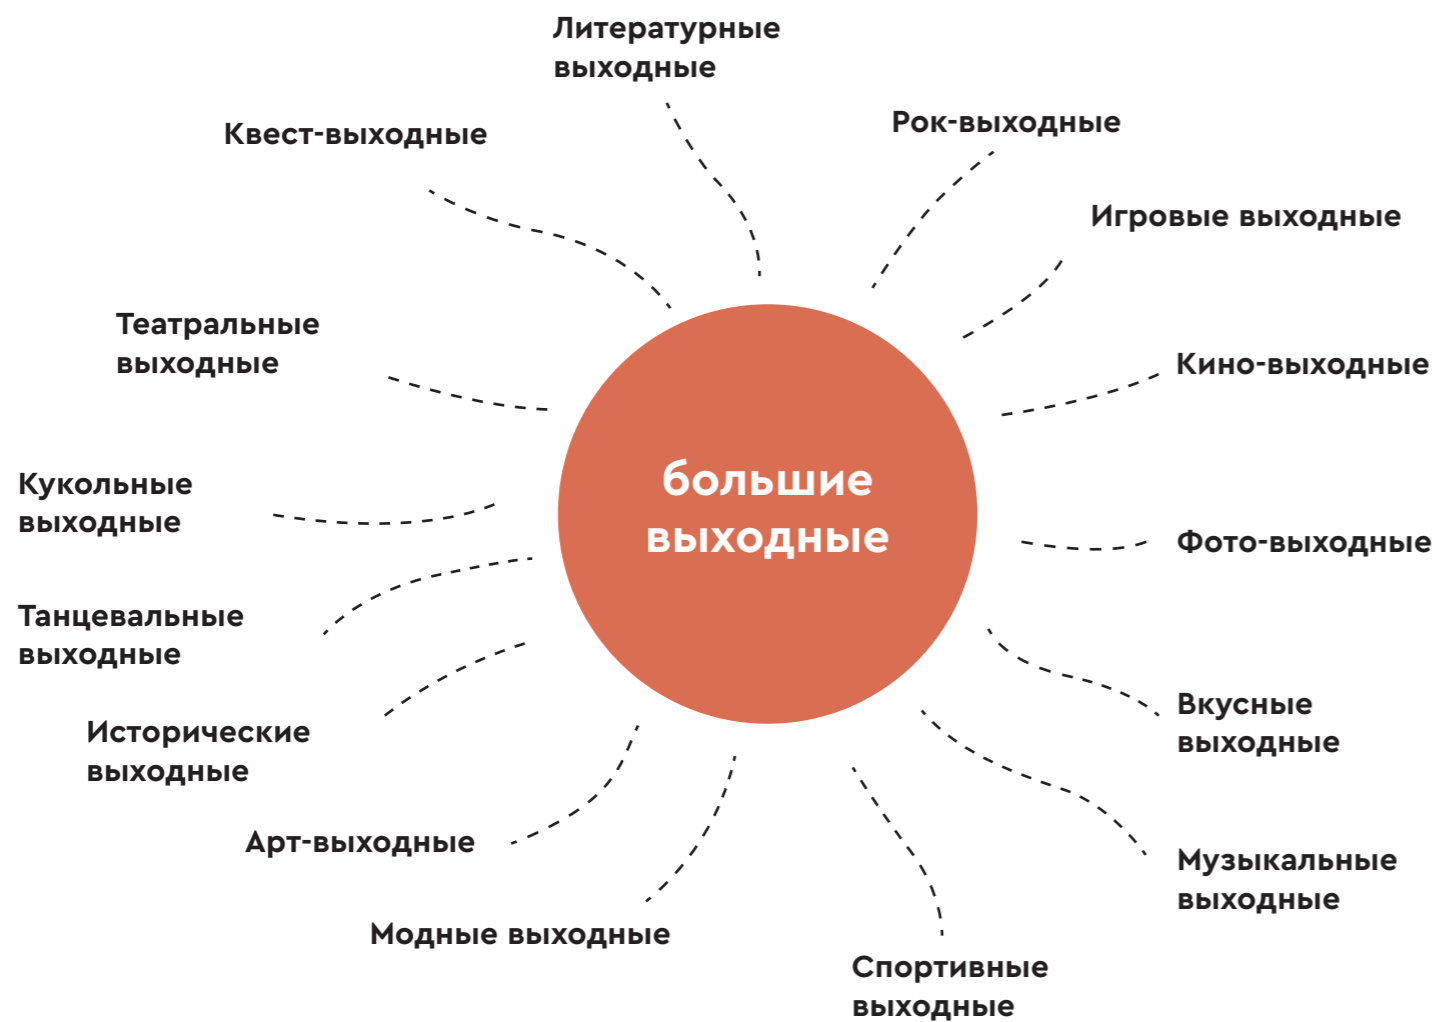 Литературные
выходные
Рок-выходные
Квест-выходные
Игровые выходные
Театральные
выходные
Кино-выходные
большие
выходные
Кукольные
выходные
Фото-выходные
Танцевальные
выходные
Вкусные
выходные
Исторические
выходные
Арт-выходные
Музыкальные
выходные
Модные выходные
Спортивные
выходные